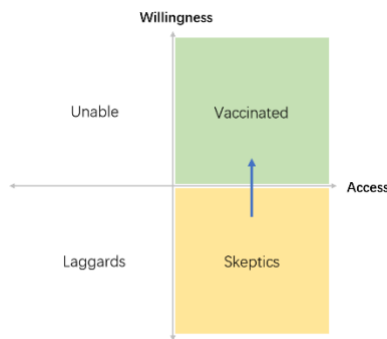 Willingness
Unable
Vaccinated
Access
Laggards
Skeptics